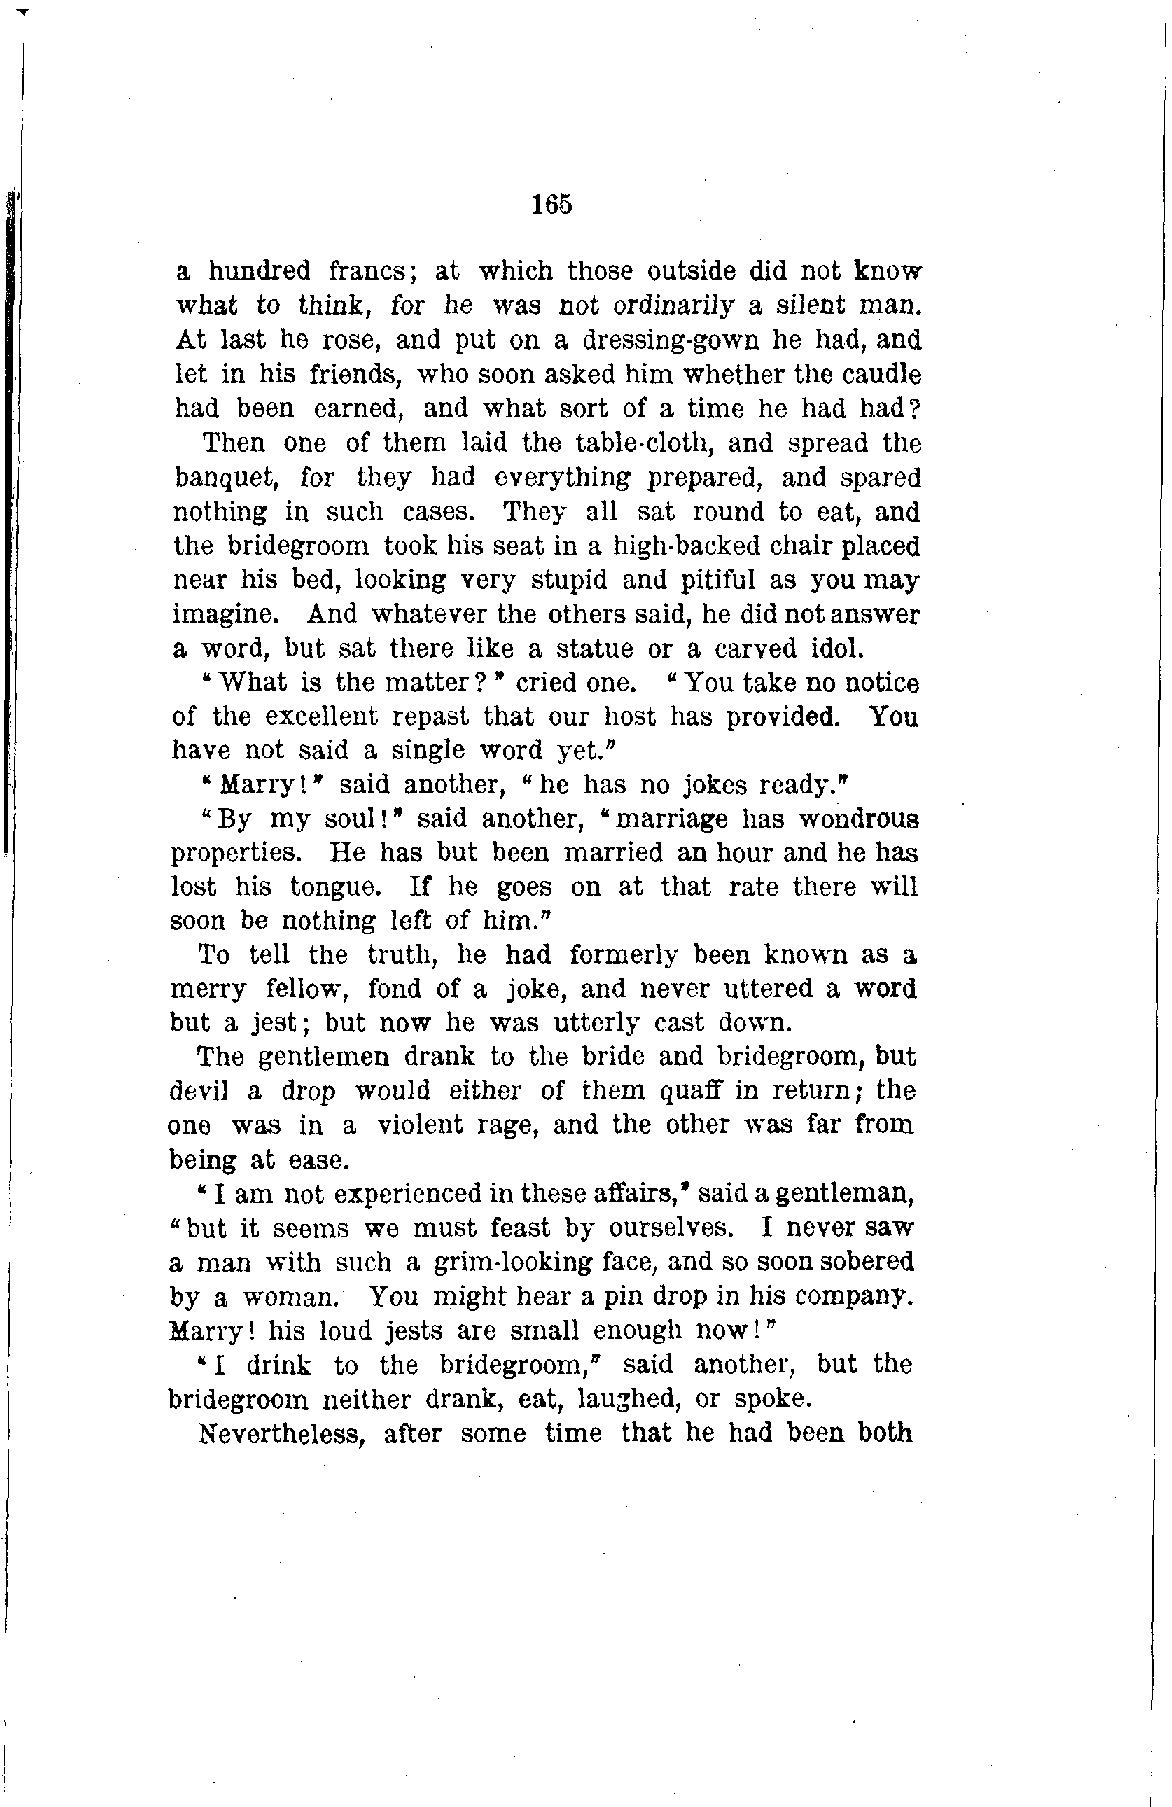 165
a hundred francs; at which those outside did not know
what to think, for he was not ordinarily a silent man.
At last he rose, and put on a dressing-gown he had, and
let in his friends, who soon asked him whether the caudle
had been earned, and what sort of a time he had had?
Then one of them laid the table-cloth, and spread the
banquet, for they had everything prepared, and spared
nothing in such cases. They all sat round to eat, and
the bridegroom took his seat in a high-backed chair placed
near his bed, looking very stupid and pitiful as you may
imagine. And whatever the others said, he did not answer
a word, but sat there like a statue or a carved idol.
"What is the matter?" cried one. "You take no notice
of the excellent repast that our host has provided. You
have not said a single word yet."
"Marry!" said another, "he has no jokes ready."
"By my soul!" said another, "marriage has wondrous
properties. He has but been married an hour and he has
lost his tongue. If he goes on at that rate there will
soon be nothing left of him."
To tell the truth, he had formerly been known as a
merry fellow, fond of a joke, and never uttered a word
but a jest; but now he was utterly cast down.
The gentlemen drank to the bride and bridegroom, but
devil a drop would either of them quaff in return; the
one was in a violent rage, and the other was far from
being at ease.
"I am not experienced in these affairs," said a gentleman,
"but it seems we must feast by ourselves. I never saw
a man with such a grim-looking face, and so soon sobered
by a woman. You might hear a pin drop in his company.
Marry! his loud jests are small enough now!"
"I drink to the bridegroom," said another, but the
bridegroom neither drank, eat, laughed, or spoke.
Nevertheless, after some time that he had been both